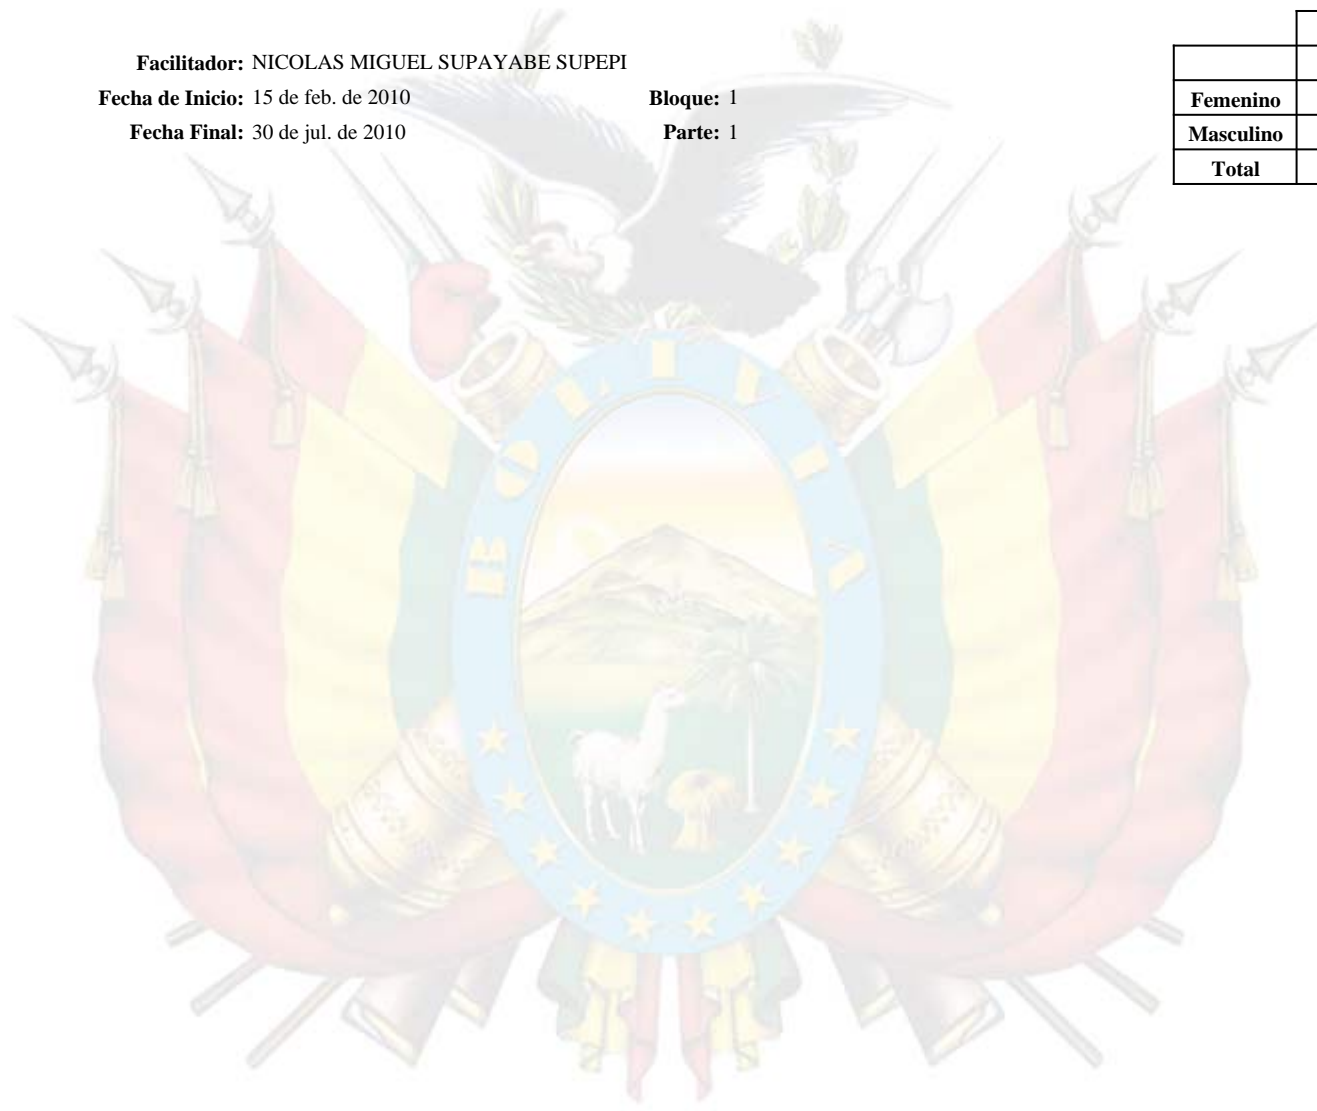 Facilitador: NICOLAS MIGUEL SUPAYABE SUPEPI
Fecha de Inicio: 15 de feb. de 2010 Bloque: 1
Fecha Final: 30 de jul. de 2010 Parte: 1
Femenino
Masculino
Total
BOLIVIA